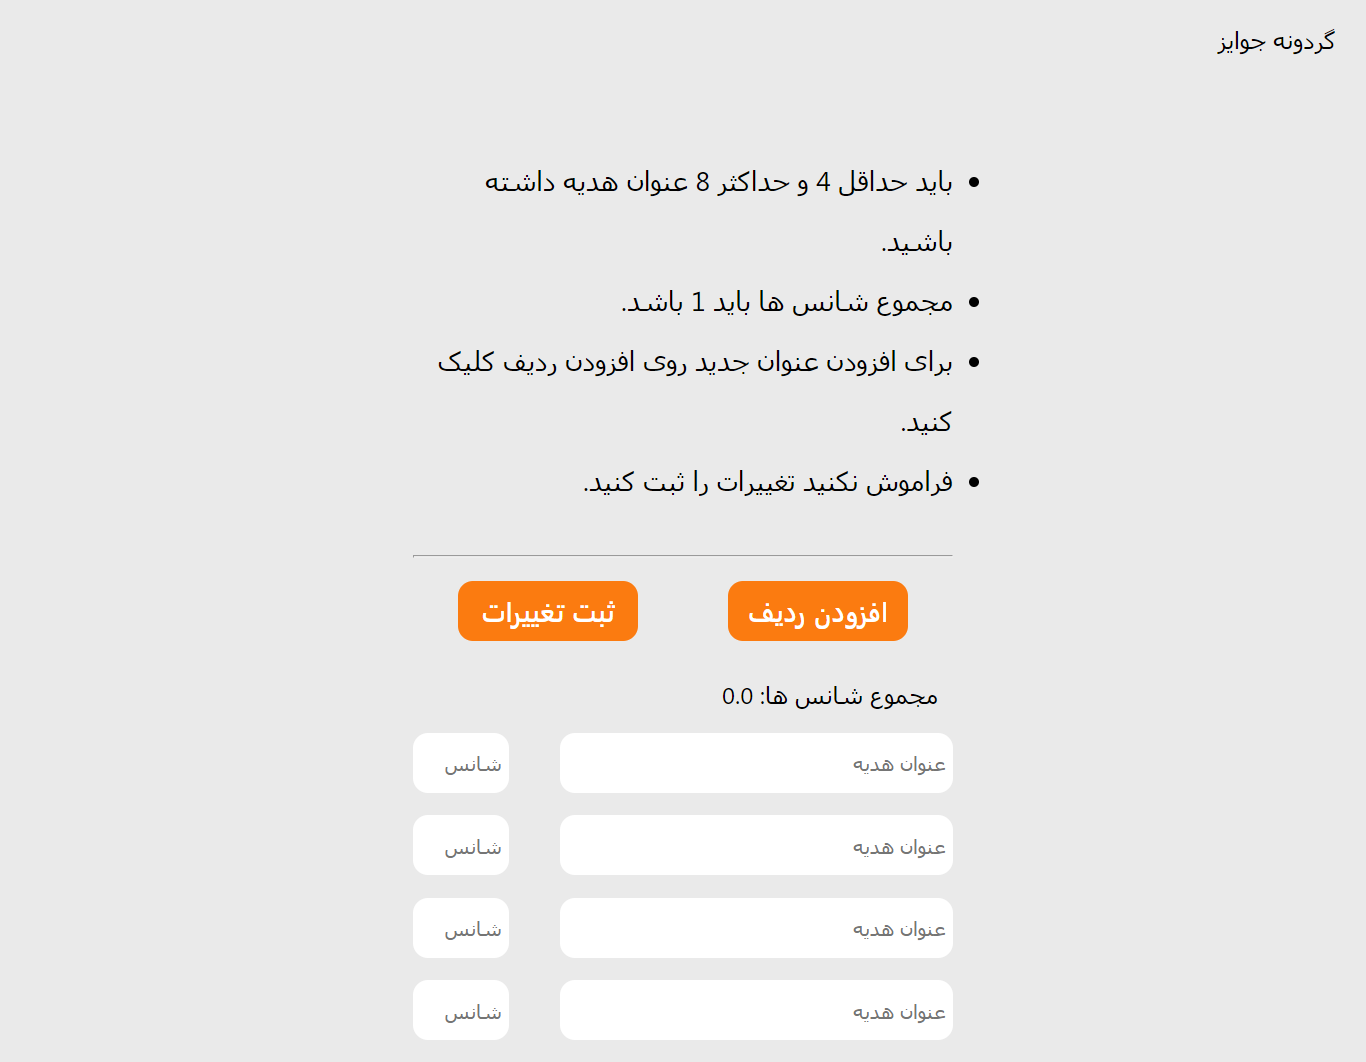 گردونه جوایز
باید حداقل 4 و حداکثر 8 عنوان هدیه داشته
باشید.
مجموع شانس ها باید 1 باشد.
برای افزودن عنوان جدید روی افزودن ردیف کلیک
کنید.
فراموش نکنید تغییرات را ثبت کنید.
افزودن ردیف
ثبت تغییرات
مجموع شانس ها: 0.0
عنوان هدیه
شانس
عنوان هدیه
شانس
عنوان هدیه
شانس
عنوان هدیه
شانس